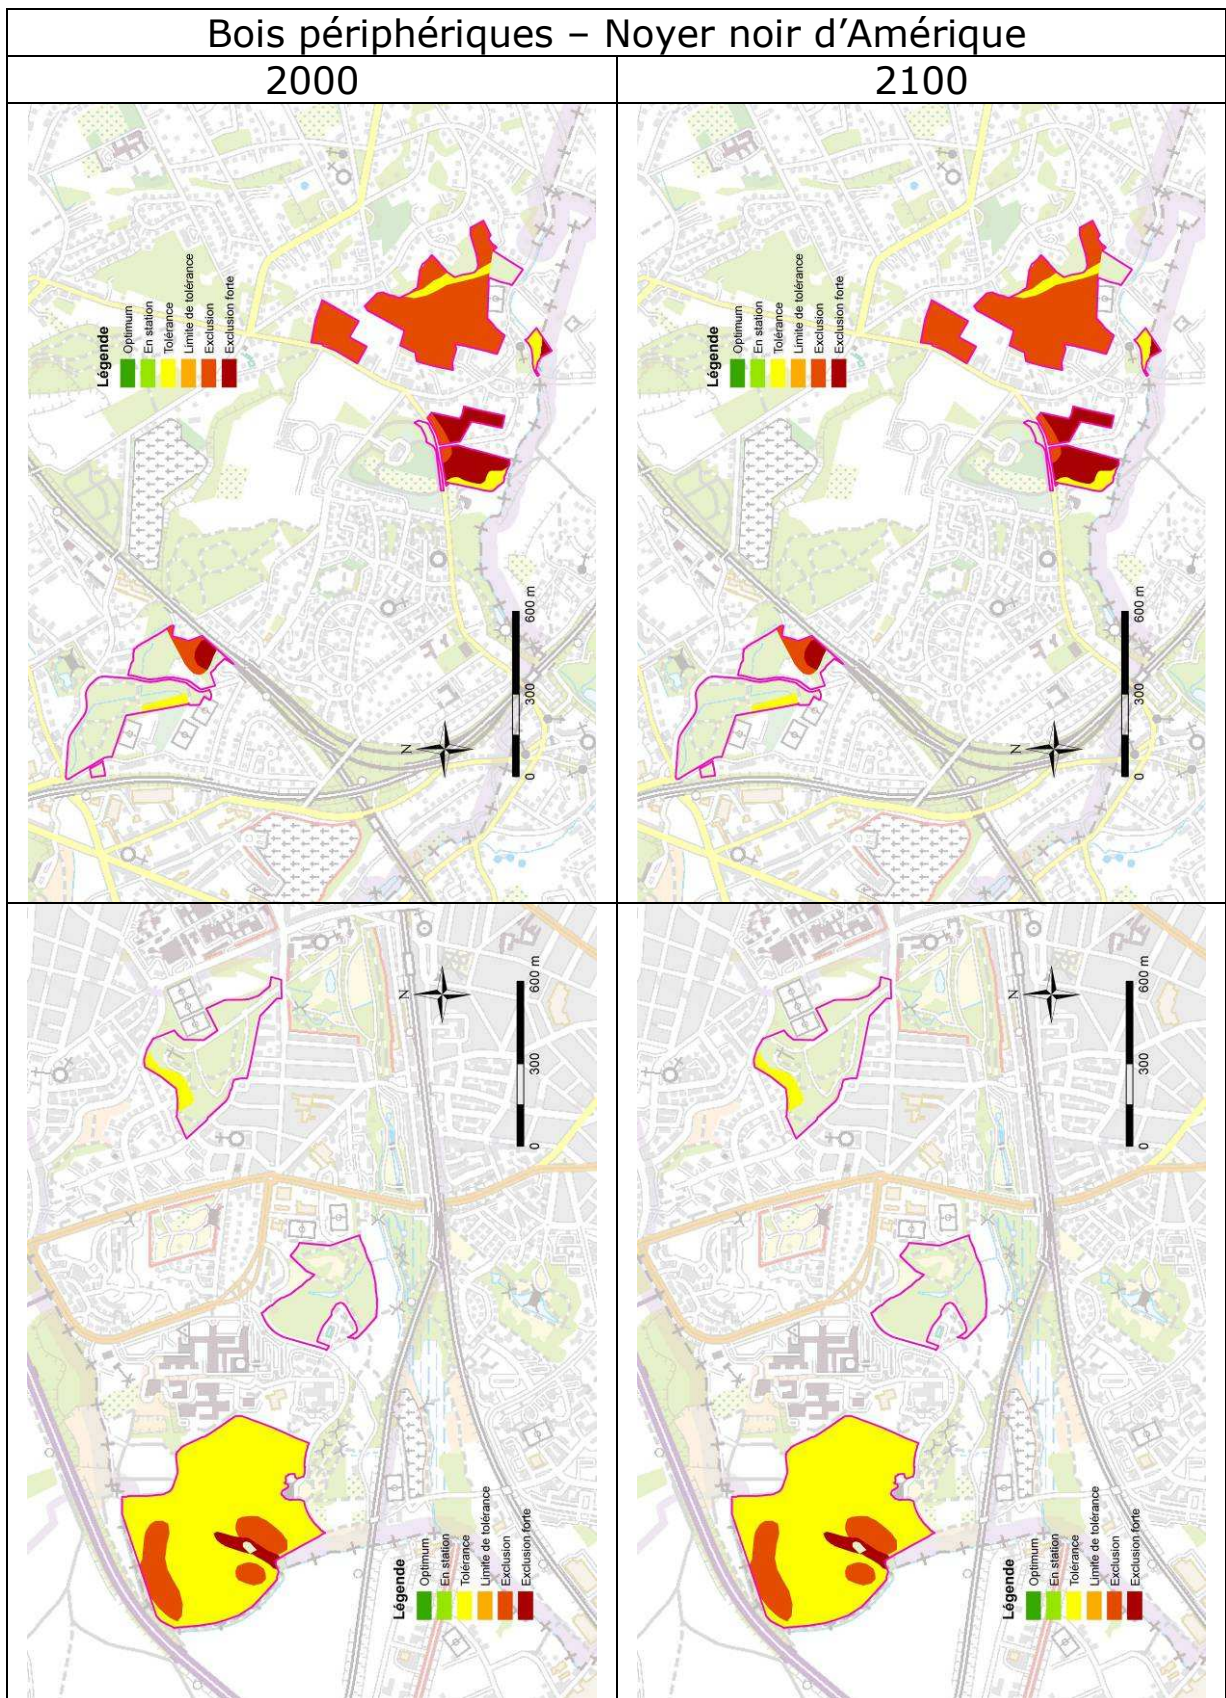 Bois périphériques – Noyer noir d’Amérique
2000
2100
Légende
Optimum
En station
Tolérance
Limite de tolérance
Exclusion
Exclusion forte
N
0 300 600 m
Légende
Optimum
En station
Tolérance
Limite de tolérance
Exclusion
Exclusion forte
N
0 300 600 m
Légende
Optimum
En station
Tolérance
Limite de tolérance
Exclusion
Exclusion forte
N
0 300 600 m
Légende
Optimum
En station
Tolérance
Limite de tolérance
Exclusion
Exclusion forte
N
0 300 600 m